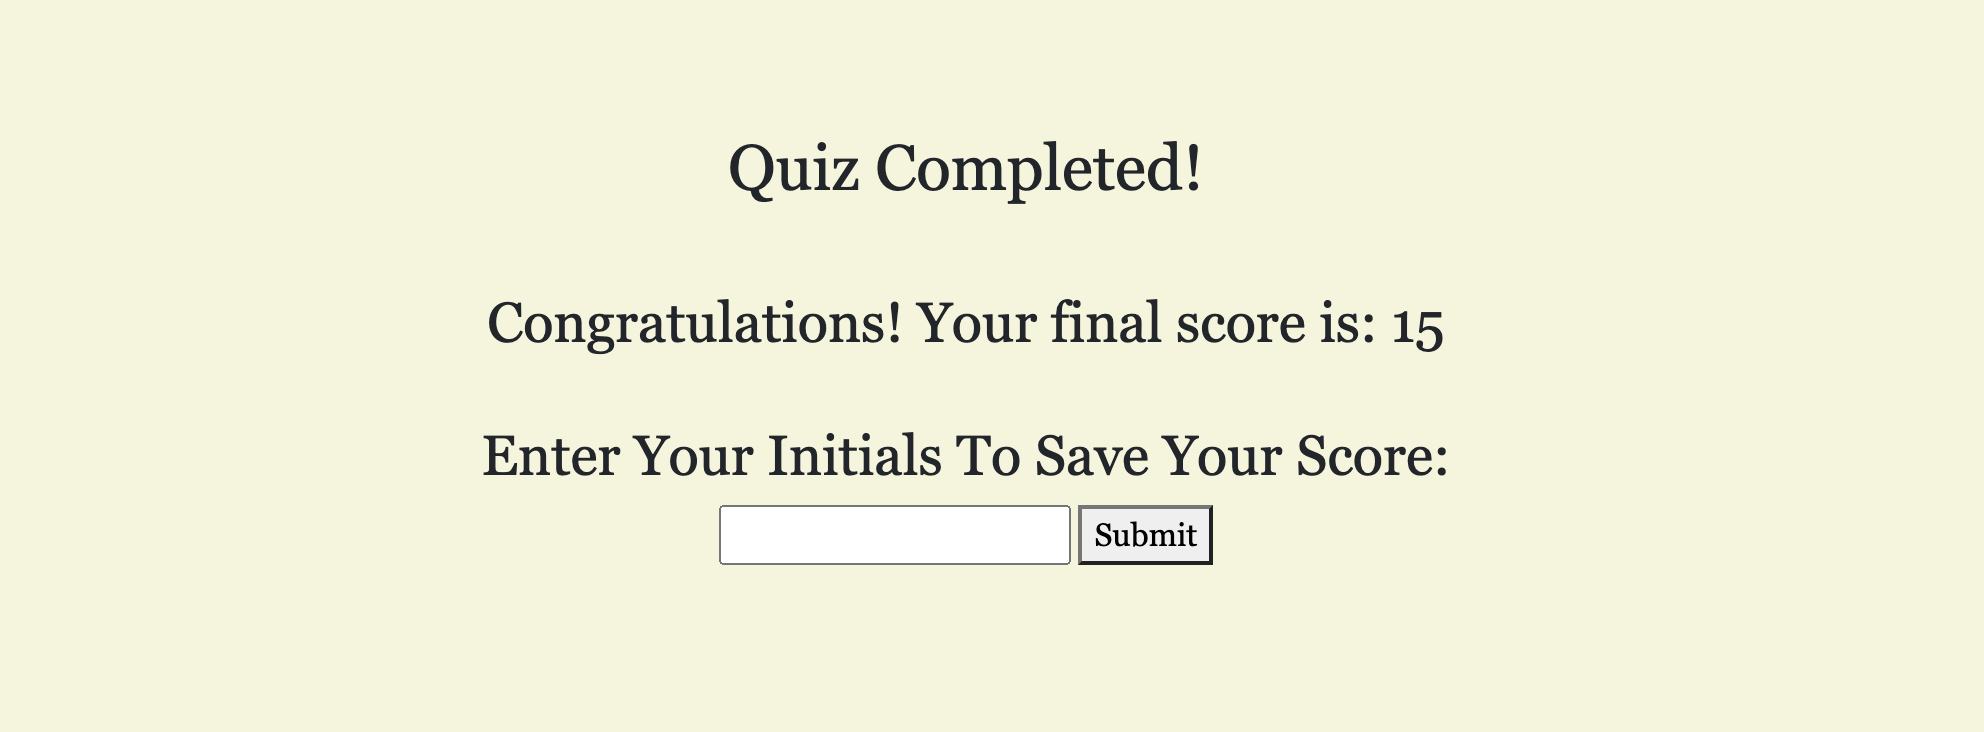 Quiz Completed!
Congratulations! Your final score is: 15
Enter Your Initials To Save Your Score:
Submit